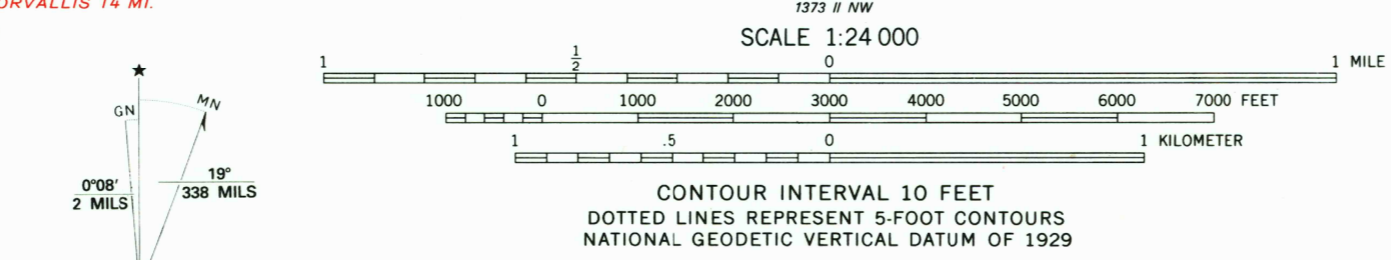 ORVALLIS 14 MI.
1373 II NW
SCALE 1:24 000
1 1/2 0 1 MILE
1000 0 1000 2000 3000 4000 5000 6000 7000 FEET
1 .5 0 1 KILOMETER
GN MN
0°08′ 19°
2 MILS 338 MILS
CONTOUR INTERVAL 10 FEET
DOTTED LINES REPRESENT 5-FOOT CONTOURS
NATIONAL GEODETIC VERTICAL DATUM OF 1929